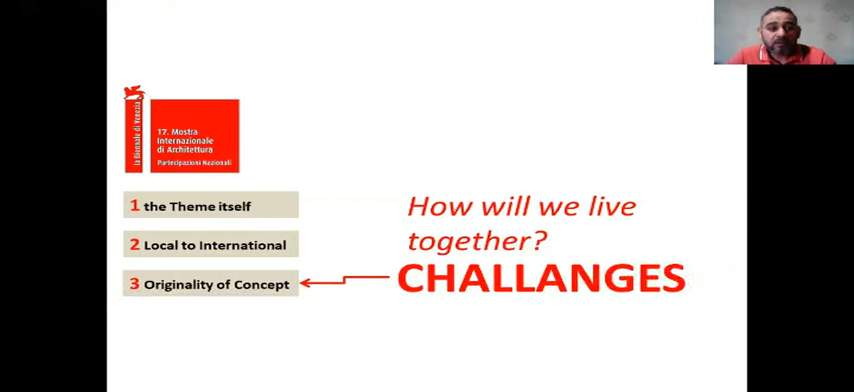 la Biennale di Venezia
17. Mostra
Internazionale
di Architettura
Partecipazioni Nazionali
1 the Theme itself
2 Local to International
3 Originality of Concept
How will we live
together?
CHALLANGES